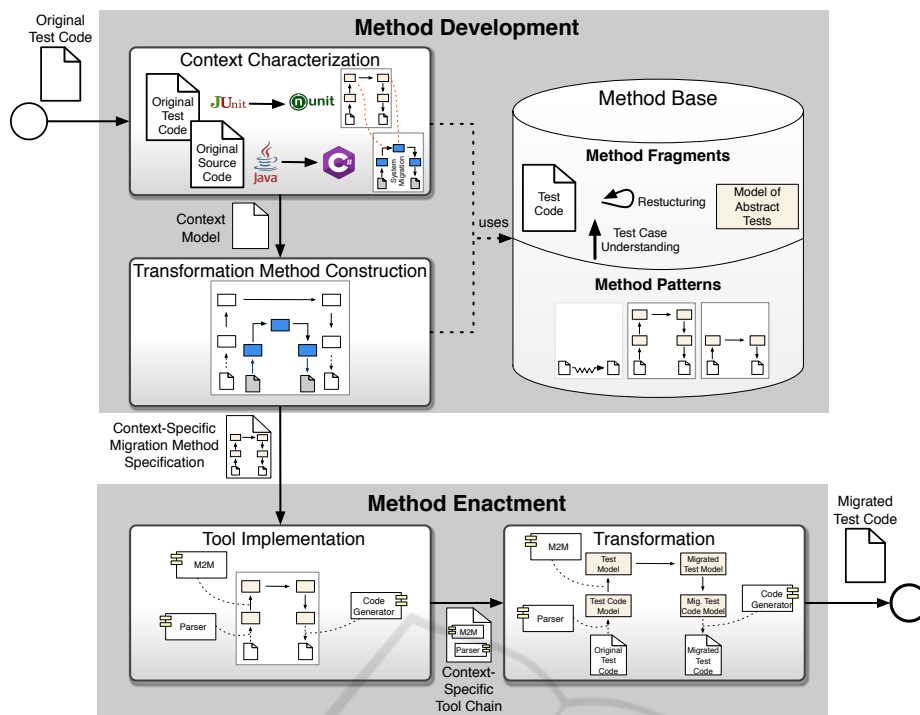 Original
Test Code
Method Development
Context Characterization
Original
Test
Code
JUnit
nunit
Original
Source
Code
Java
C#
System
Migration
Context
Model
uses
Method Base
Method Fragments
Test
Code
Restucturing
Model of
Abstract
Tests
Test Case
Understanding
Method Patterns
Transformation Method Construction
Context-Specific
Migration Method
Specification
Method Enactment
Migrated
Test Code
Tool Implementation
M2M
Parser
Code
Generator
M2M
Parser
Context-
Specific
Tool Chain
Transformation
M2M
Test
Model
Migrated
Test Model
Parser
Test Code
Model
Mig. Test
Code Model
Code
Generator
Original
Test
Code
Migrated
Test
Code